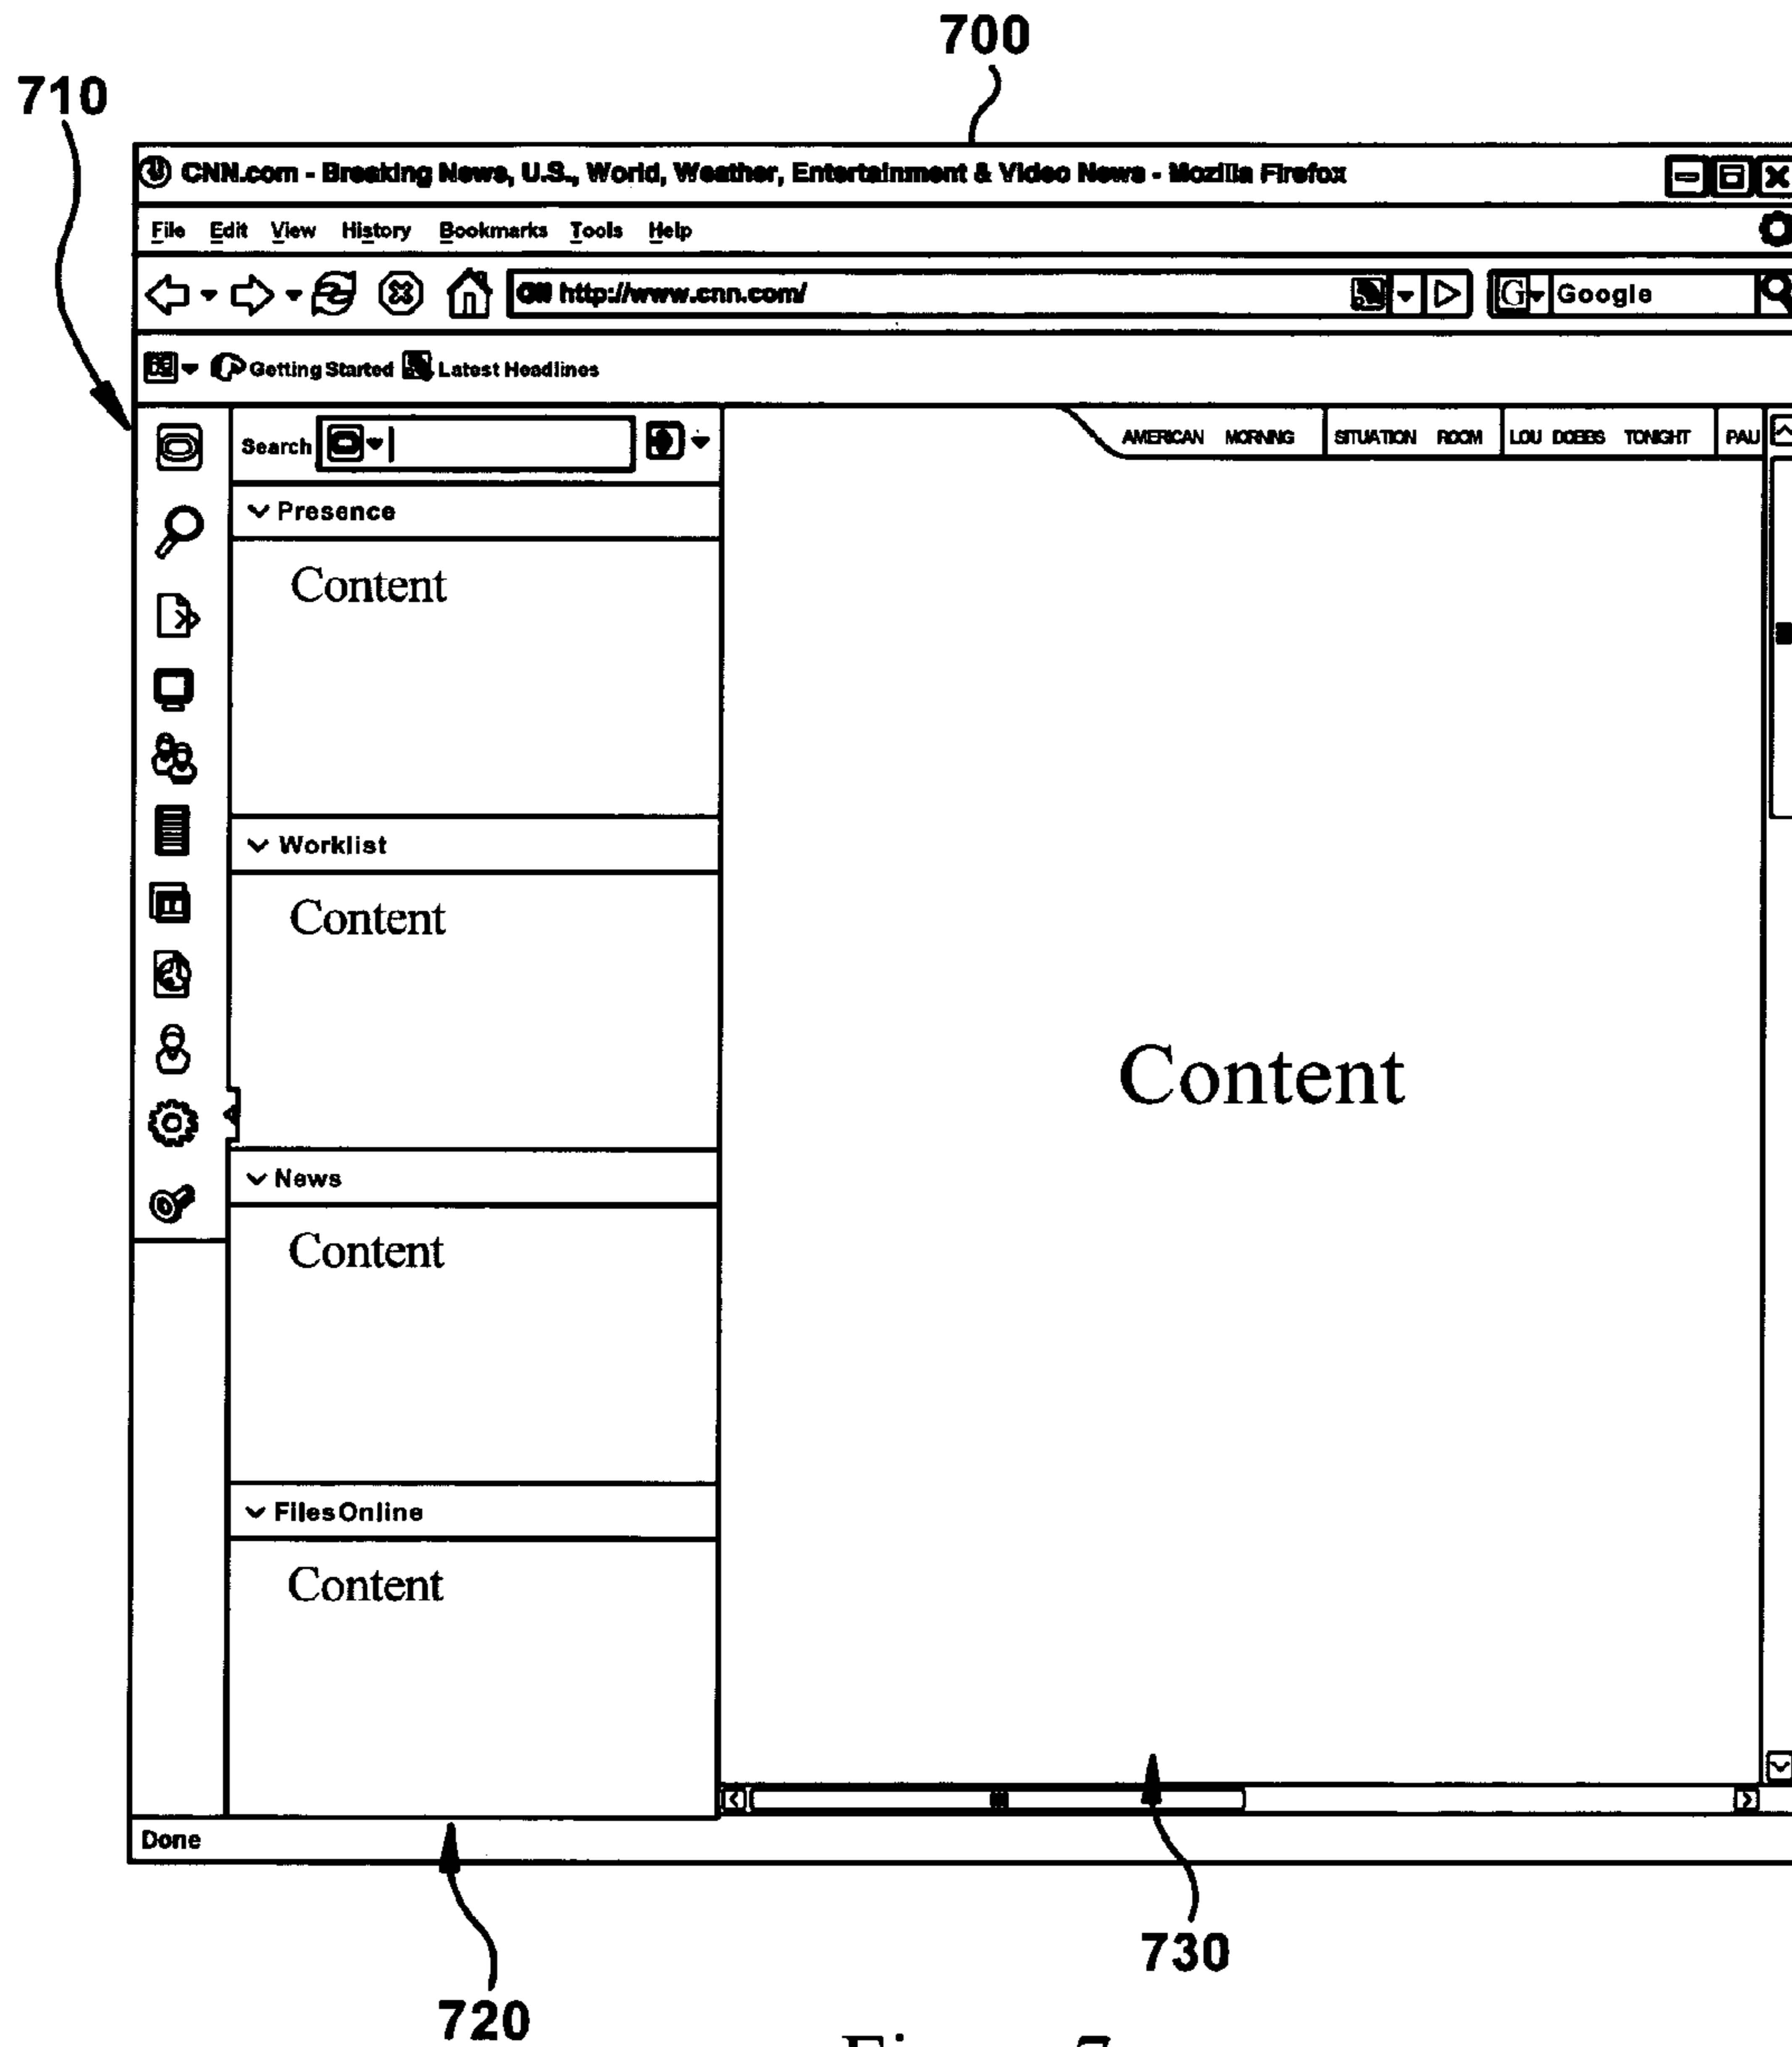 700
710
CNN.com - Breaking News, U.S., World, Weather, Entertainment & Video News - Mozilla Firefox
File Edit View History Bookmarks Tools Help
http://www.cnn.com/
G Google
Getting Started Latest Headlines
Search
AMERICAN MORNING SITUATION ROOM LOU DOBBS TONIGHT PAU
Presence
Content
Worklist
Content
Content
News
Content
FilesOnline
Content
Done
730
720